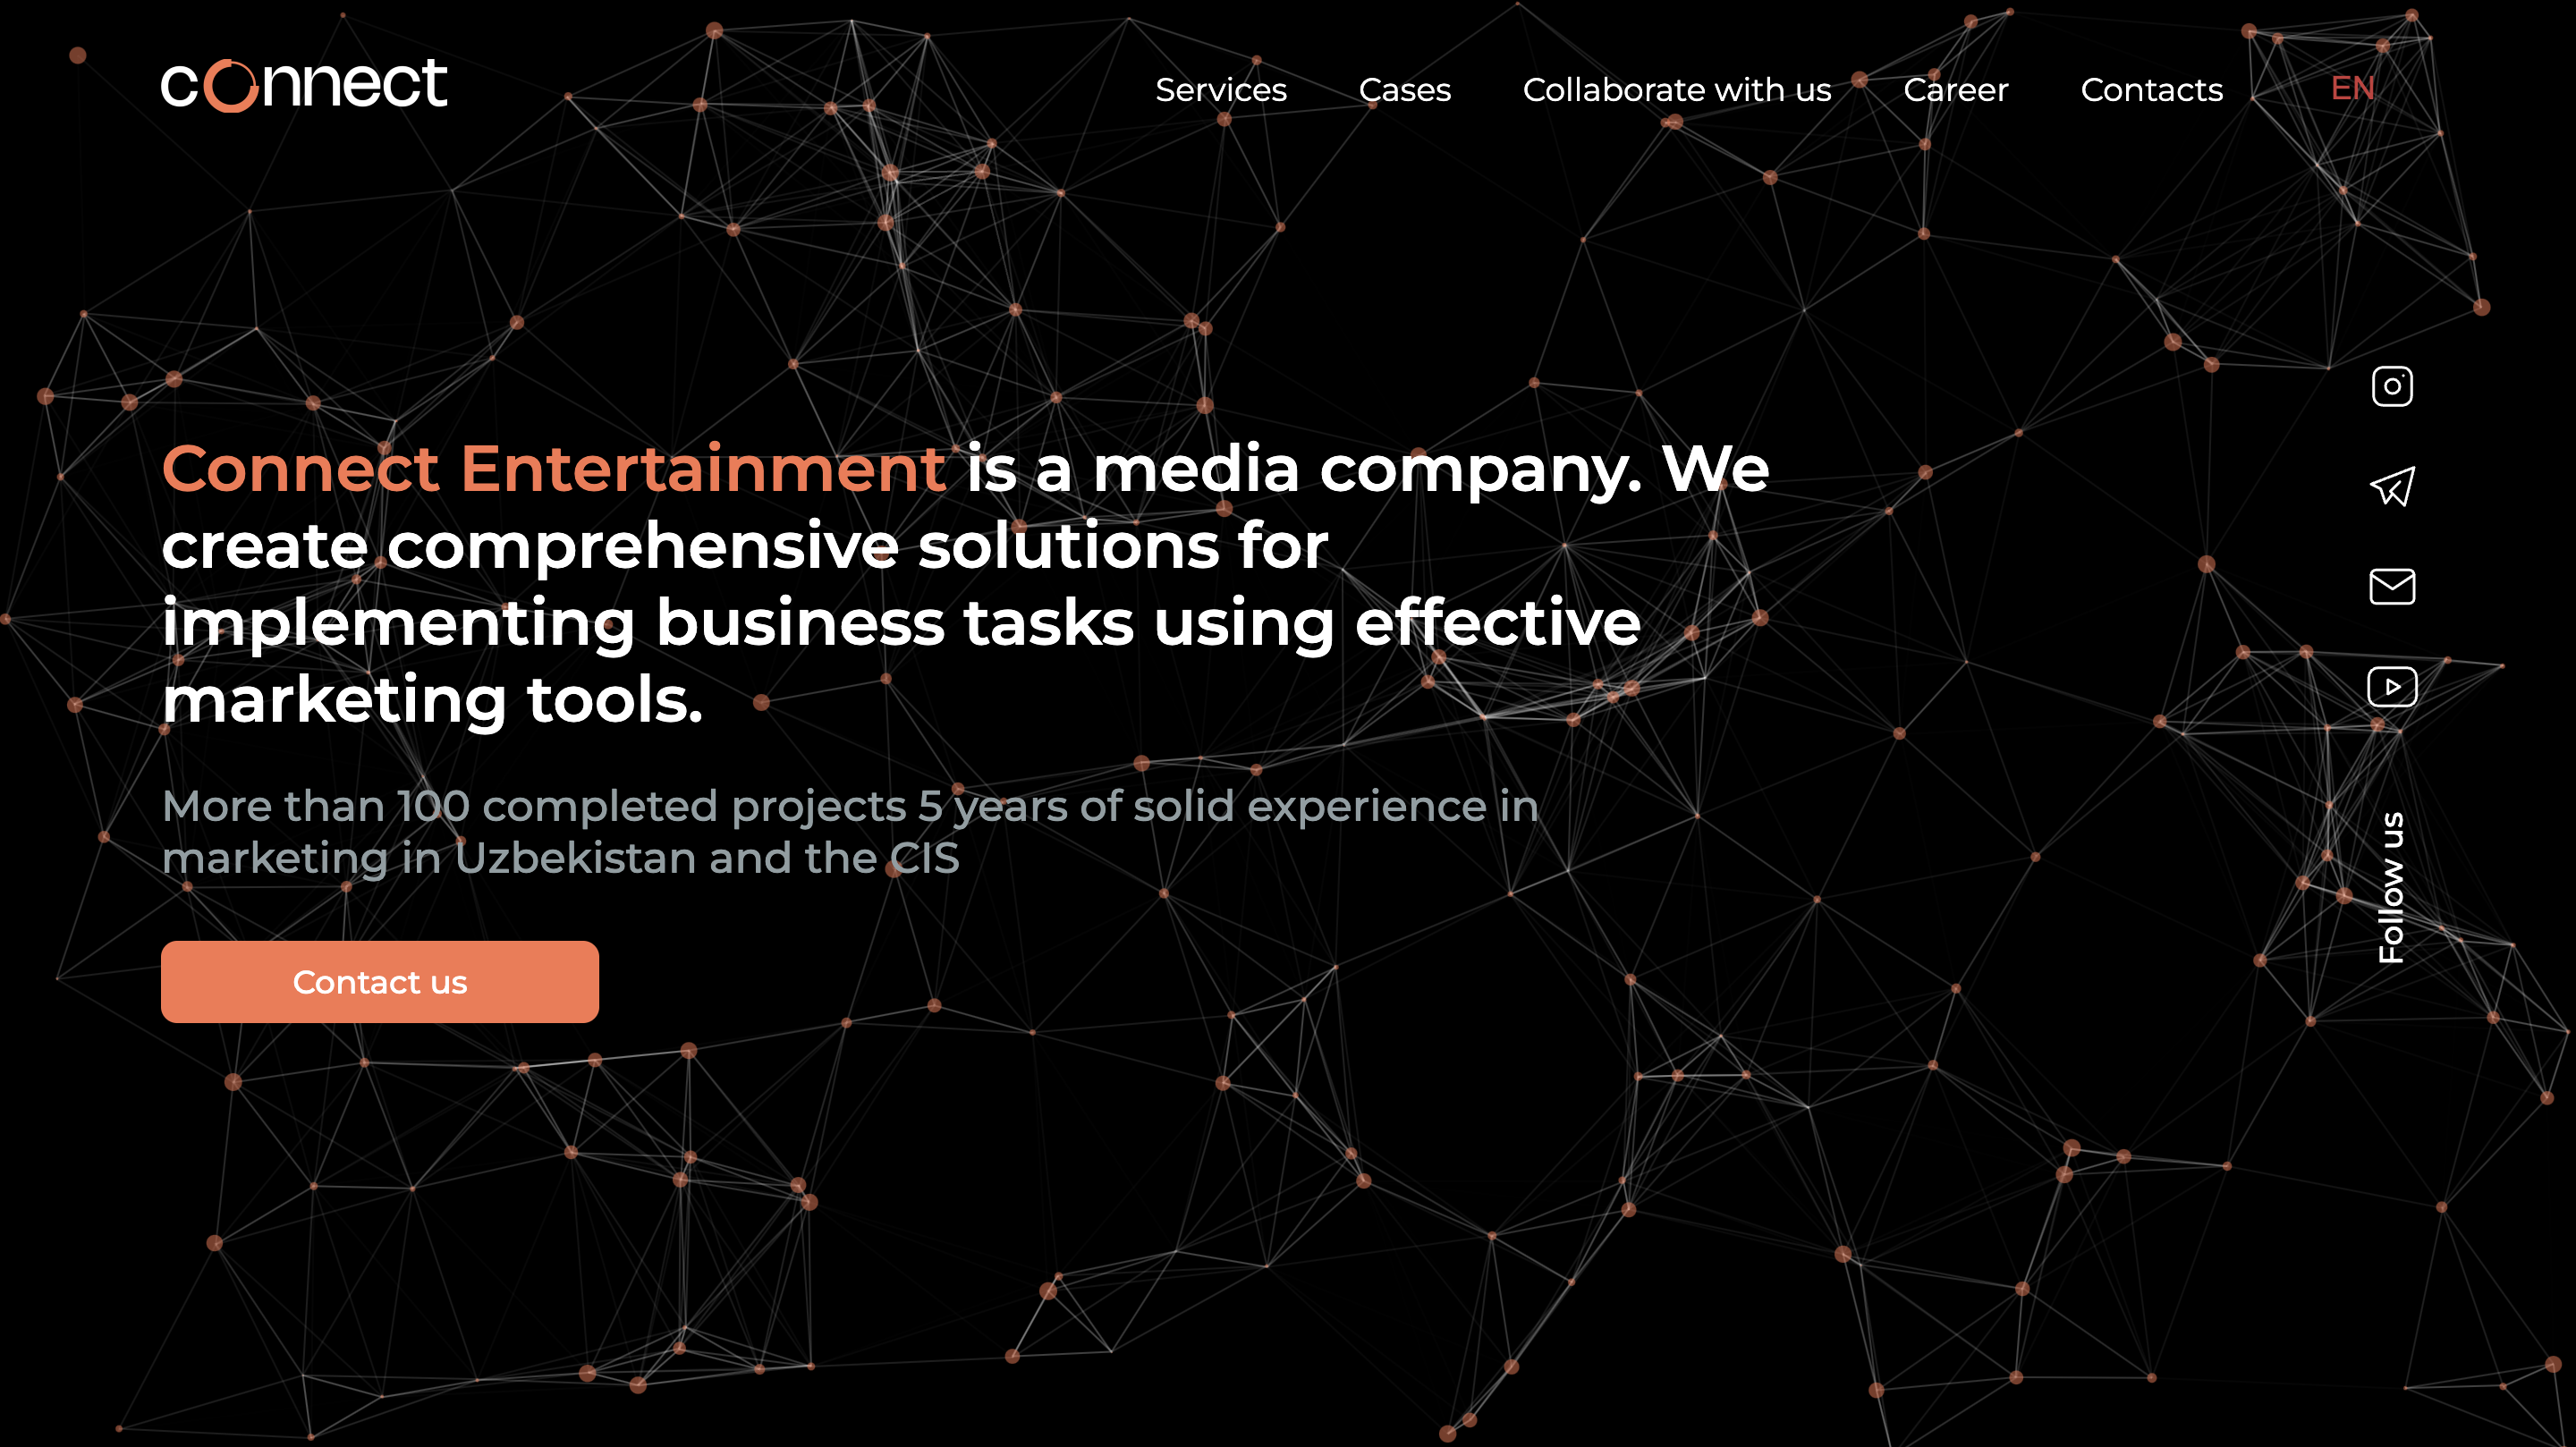 connect
Services
Cases
Collaborate with us
Career
Contacts
EN
Connect Entertainment is a media company. We
create comprehensive solutions for
implementing business tasks using effective
marketing tools.
More than 100 completed projects 5 years of solid experience in
marketing in Uzbekistan and the CIS
Contact us
Follow us